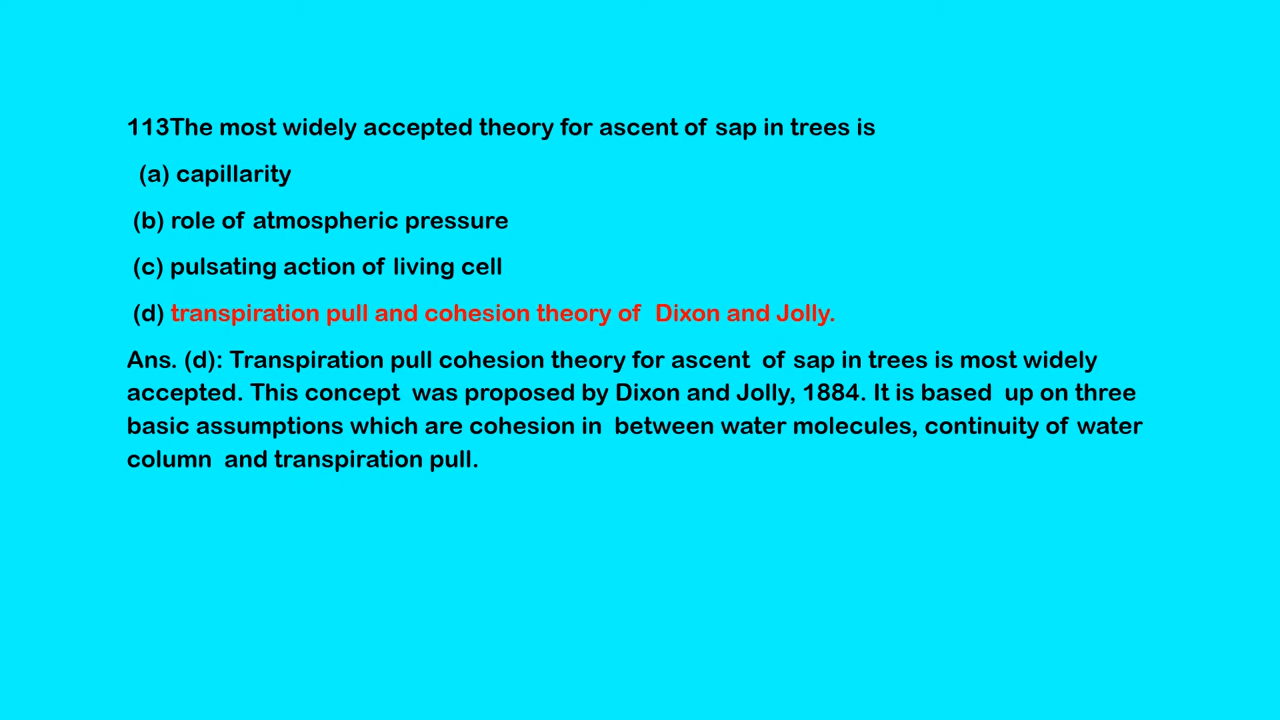 113The most widely accepted theory for ascent of sap in trees is
(a) capillarity
(b) role of atmospheric pressure
(c) pulsating action of living cell
(d) transpiration pull and cohesion theory of Dixon and Jolly.
Ans. (d): Transpiration pull cohesion theory for ascent of sap in trees is most widely
accepted. This concept was proposed by Dixon and Jolly, 1884. It is based up on three
basic assumptions which are cohesion in between water molecules, continuity of water
column and transpiration pull.